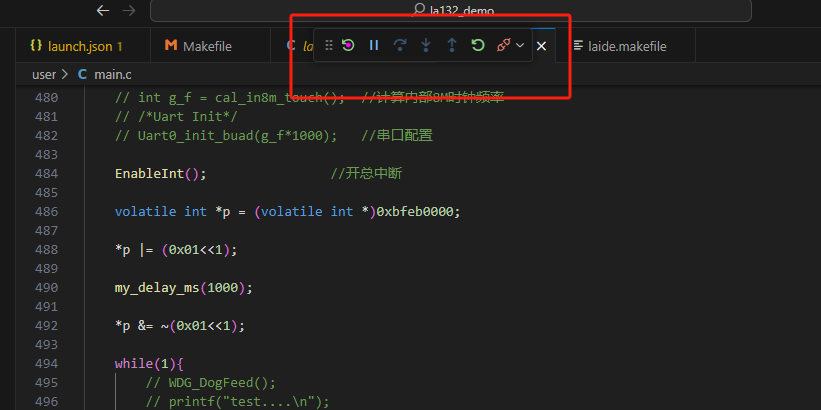 la132_demo
launch.json 1
Makefile
la
laide.makefile
user > C main.c
480 // int g_f = cal_in8m_touch(); //计算内部8M时钟频率
481 // /*Uart Init*/
482 // Uart0_init_buad(g_f*1000); //串口配置
483
484 EnableInt(); //开总中断
485
486 volatile int *p = (volatile int *)0xbfeb0000;
487
488 *p |= (0x01<<1);
489
490 my_delay_ms(1000);
491
492 *p &= ~(0x01<<1);
493
494 while(1){
495 // WDG_DogFeed();
496 // printf("test....\n");